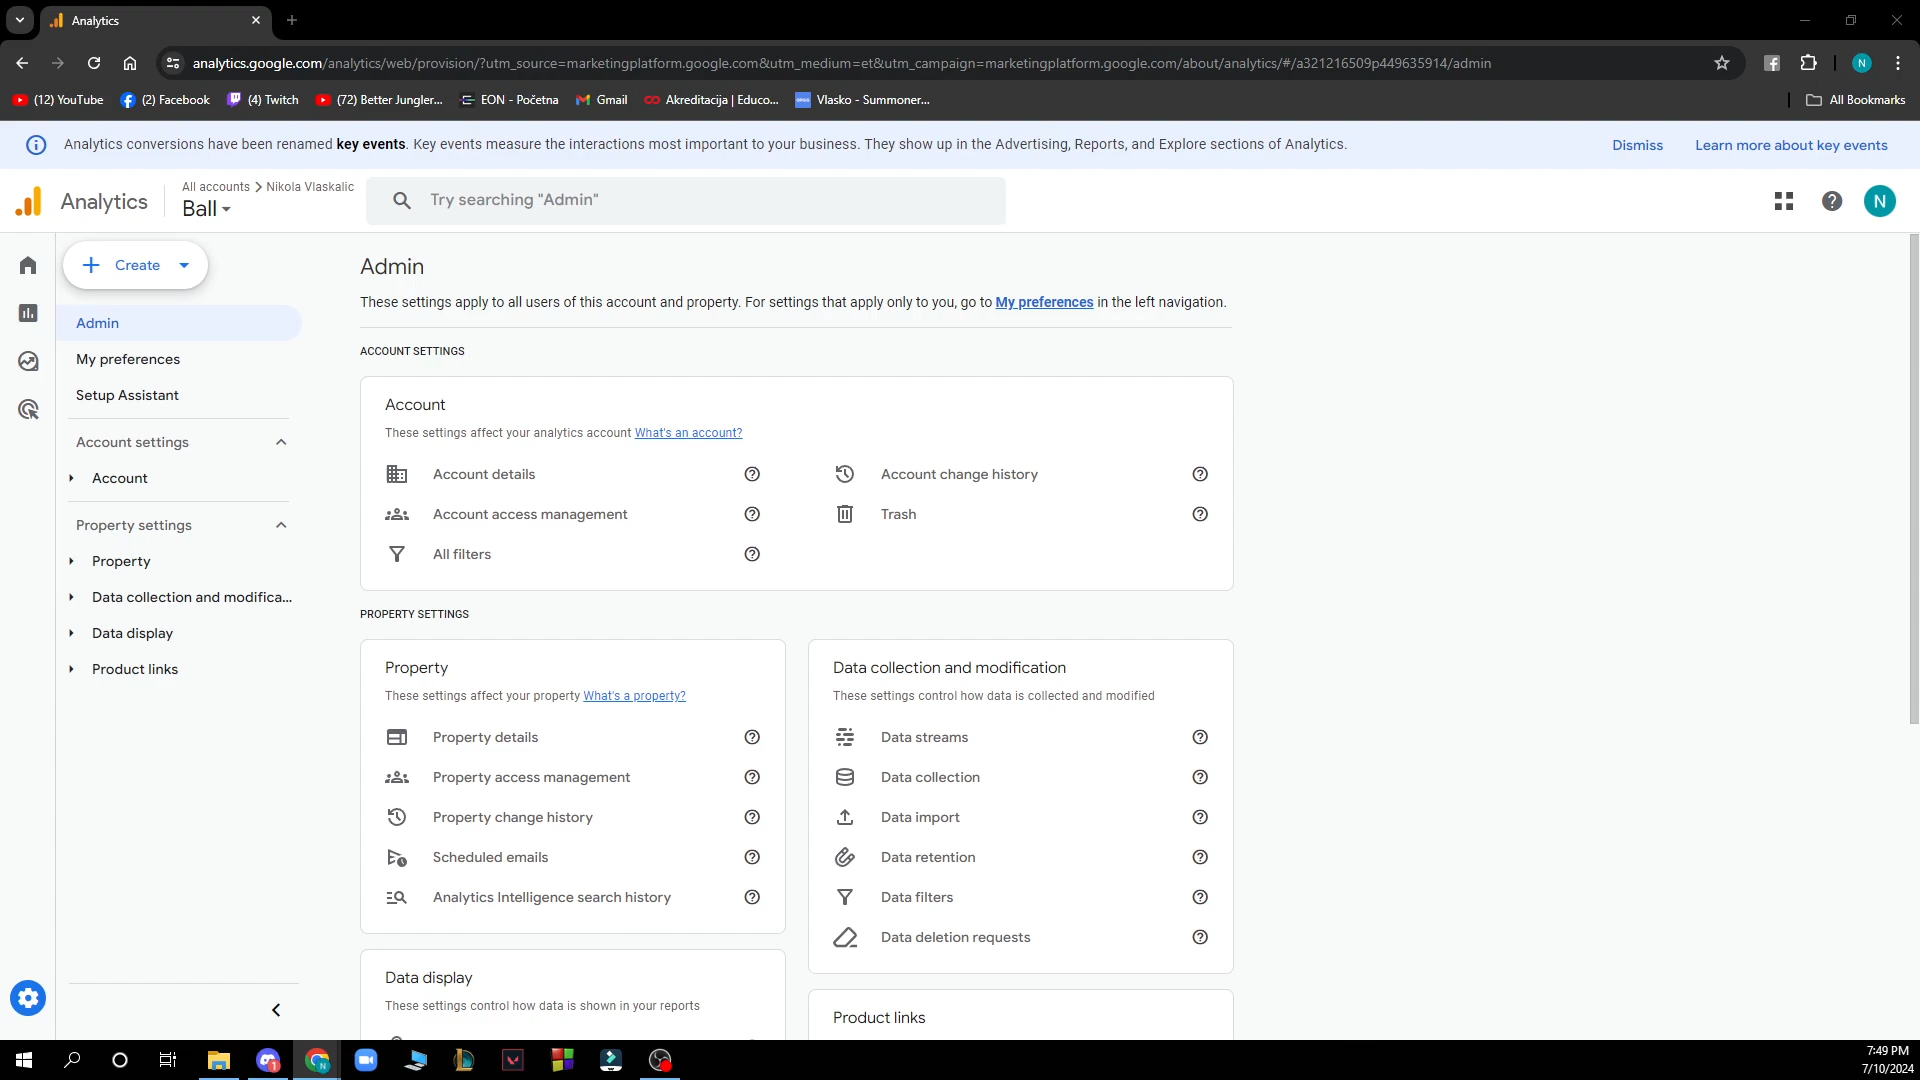 Analytics
analytics.google.com/analytics/web/provision/?utm_source=marketingplatform.google.com&utm_medium=et&utm_campaign=marketingplatform.google.com/about/analytics/#/a321216509p449635914/admin
N
(12) YouTube
(2) Facebook
(4) Twitch
(72) Better Jungler...
EON - Početna
Gmail
Akreditacija | Educo...
Vlasko - Summoner...
All Bookmarks
Analytics conversions have been renamed key events. Key events measure the interactions most important to your business. They show up in the Advertising, Reports, and Explore sections of Analytics.
Dismiss
Learn more about key events
Analytics
All accounts > Nikola Vlaskalic
Ball
Try searching "Admin"
N
Create
Admin
My preferences
Setup Assistant
Account settings
Account
Property settings
Property
Data collection and modifica...
Data display
Product links
Admin
These settings apply to all users of this account and property. For settings that apply only to you, go to My preferences in the left navigation.
ACCOUNT SETTINGS
Account
These settings affect your analytics account What's an account?
Account details
Account change history
Account access management
Trash
All filters
PROPERTY SETTINGS
Property
These settings affect your property What's a property?
Property details
Property access management
Property change history
Scheduled emails
Analytics Intelligence search history
Data collection and modification
These settings control how data is collected and modified
Data streams
Data collection
Data import
Data retention
Data filters
Data deletion requests
Data display
These settings control how data is shown in your reports
Product links
7:49 PM
7/10/2024